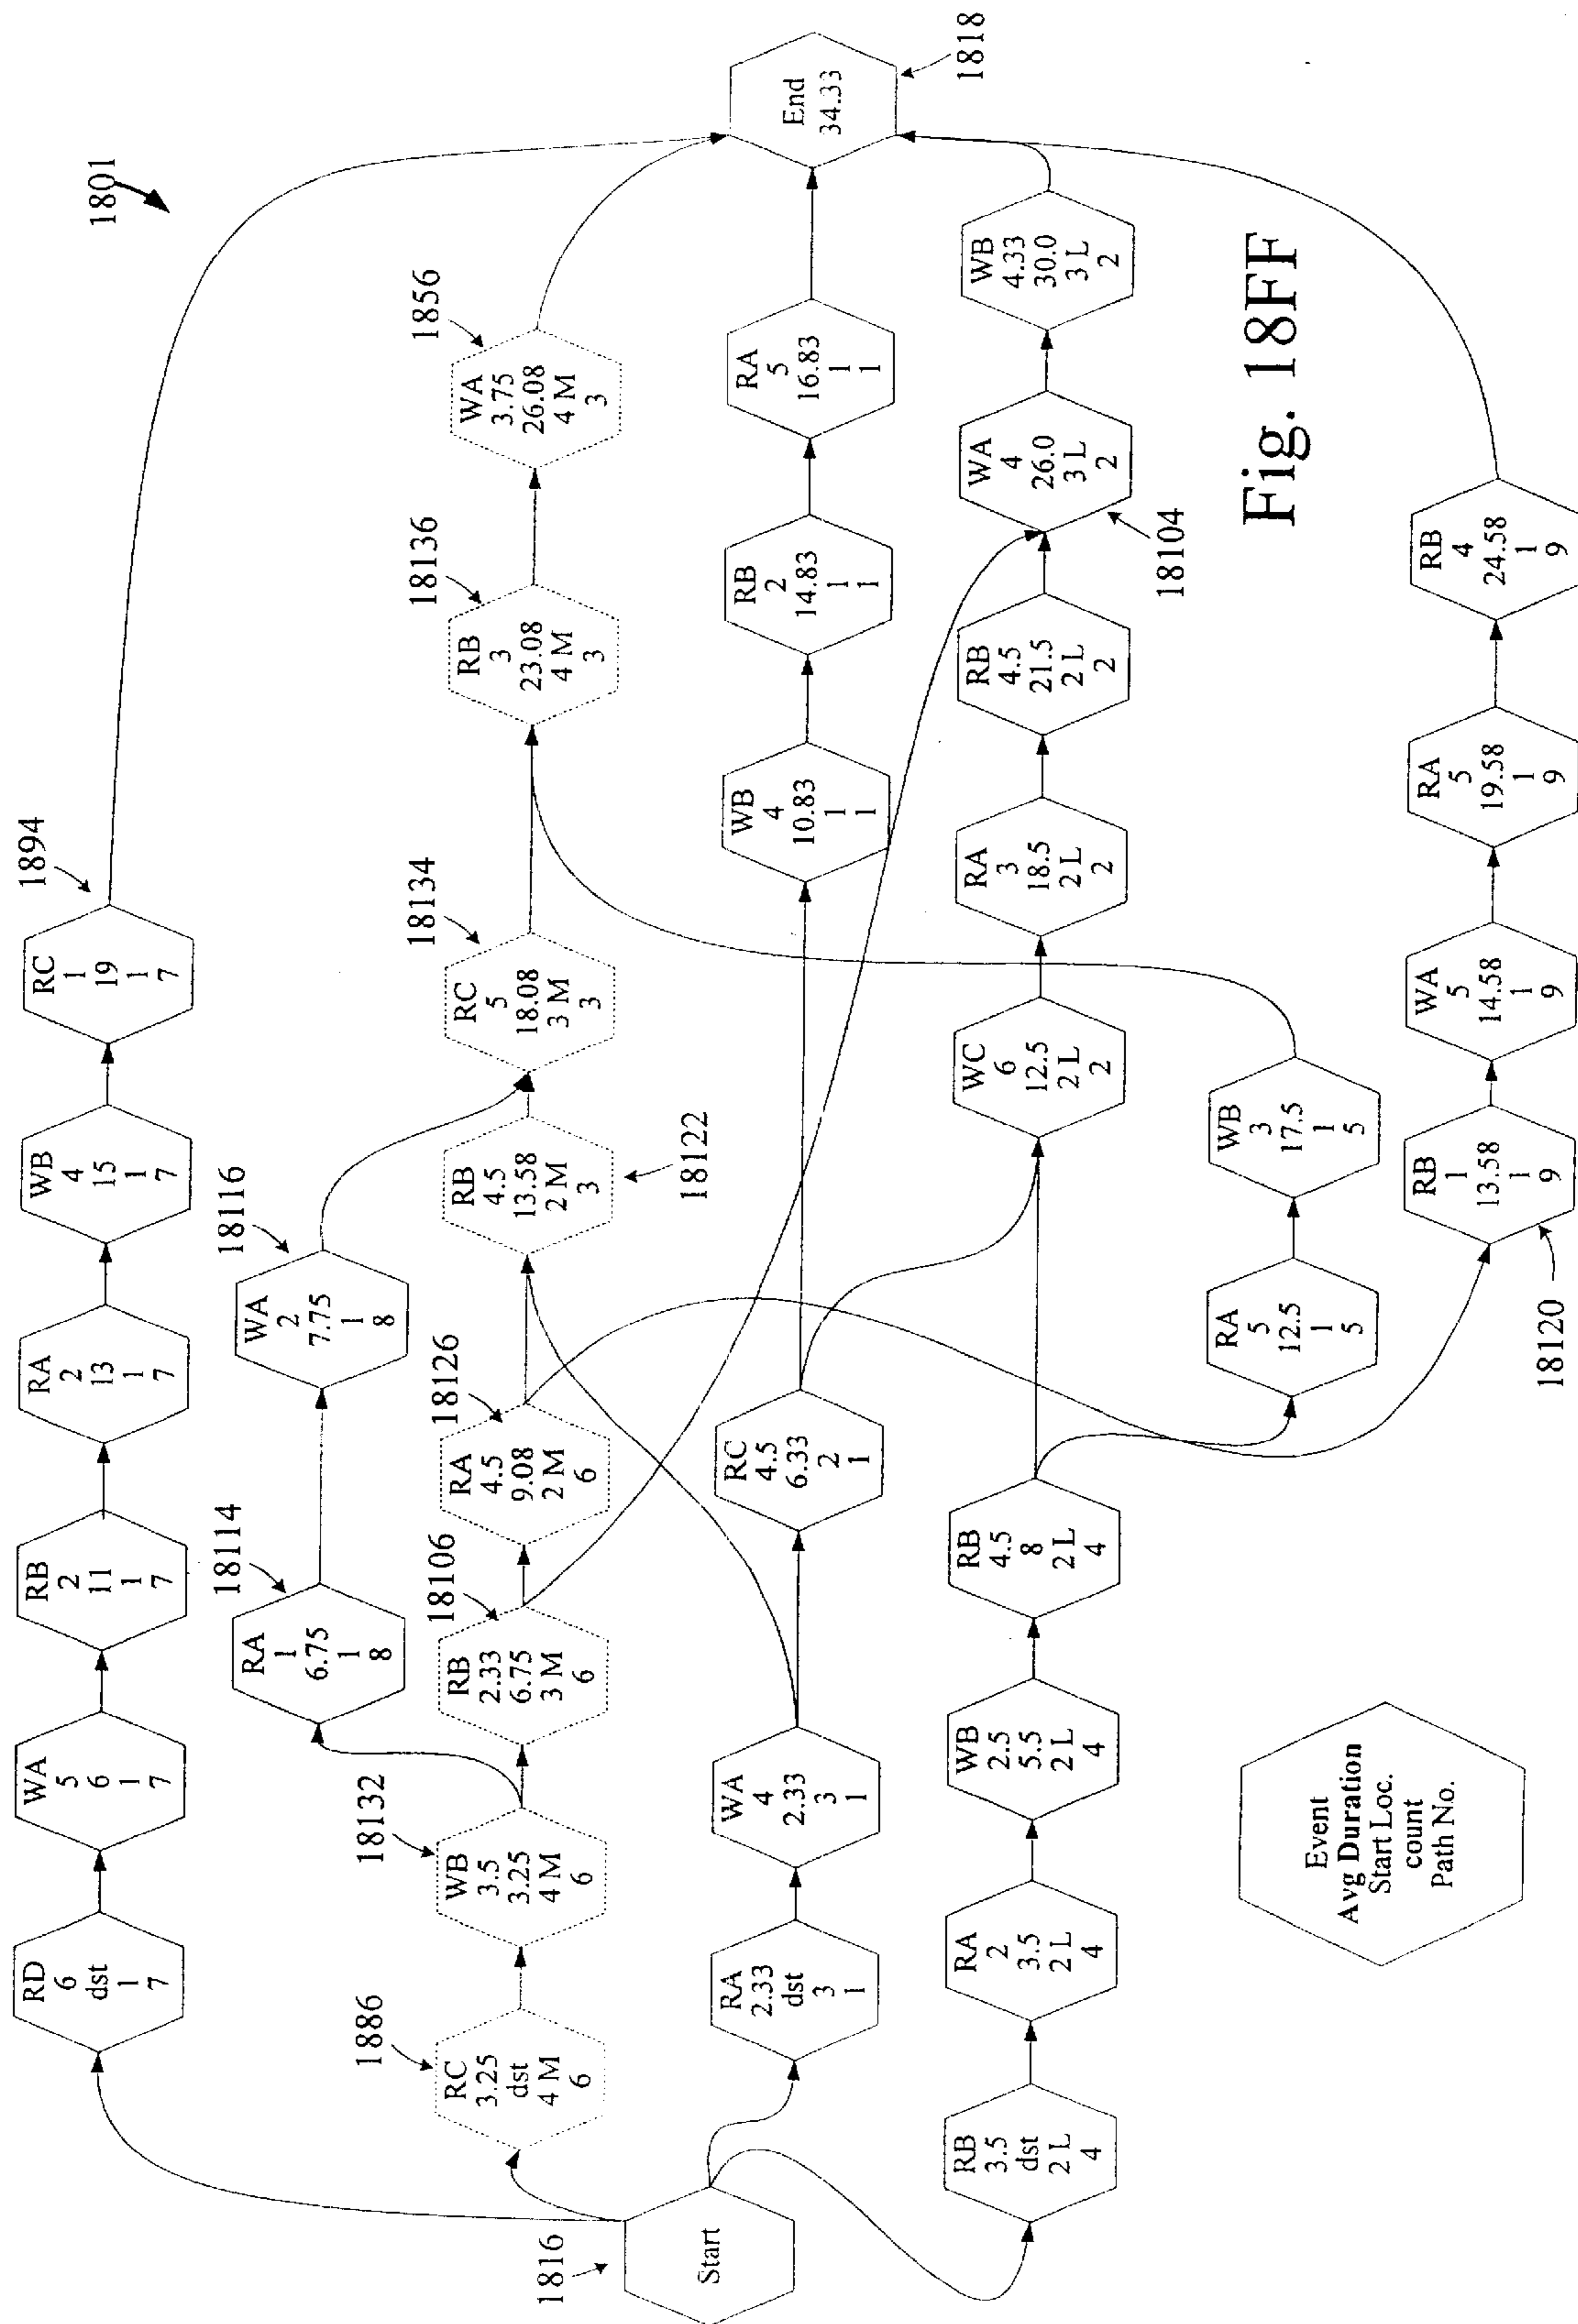 1801
RD
6
dst
1
7
WA
5
6
1
7
RB
2
11
1
7
RA
2
13
1
7
WB
4
15
1
7
RC
1
19
1
7
1894
RA
1
6.75
1
8
18114
WA
2
7.75
1
8
18116
1886
RC
3.25
dst
4 M
6
18132
WB
3.5
3.25
4 M
6
18106
RB
2.33
6.75
3 M
6
18126
RA
4.5
9.08
2 M
6
RB
4.5
13.58
2 M
3
18122
18134
RC
5
18.08
3 M
3
18136
RB
3
23.08
4 M
3
1856
WA
3.75
26.08
4 M
3
1816
Start
RA
2.33
dst
3
1
WA
4
2.33
3
1
RC
4.5
6.33
2
1
WB
4
10.83
1
1
RB
2
14.83
1
1
RA
5
16.83
1
1
End
34.33
1818
RB
3.5
dst
2 L
4
RA
2
3.5
2 L
4
WB
2.5
5.5
2 L
4
RB
4.5
8
2 L
4
WC
6
12.5
2 L
2
RA
3
18.5
2 L
2
RB
4.5
21.5
2 L
2
WA
4
26.0
3 L
2
18104
WB
4.33
30.0
3 L
2
RA
5
12.5
1
5
WB
3
17.5
1
5
RB
1
13.58
1
9
18120
WA
5
14.58
1
9
RA
5
19.58
1
9
RB
4
24.58
1
9
Event
Avg Duration
Start Loc.
count
Path No.
Fig. 18FF